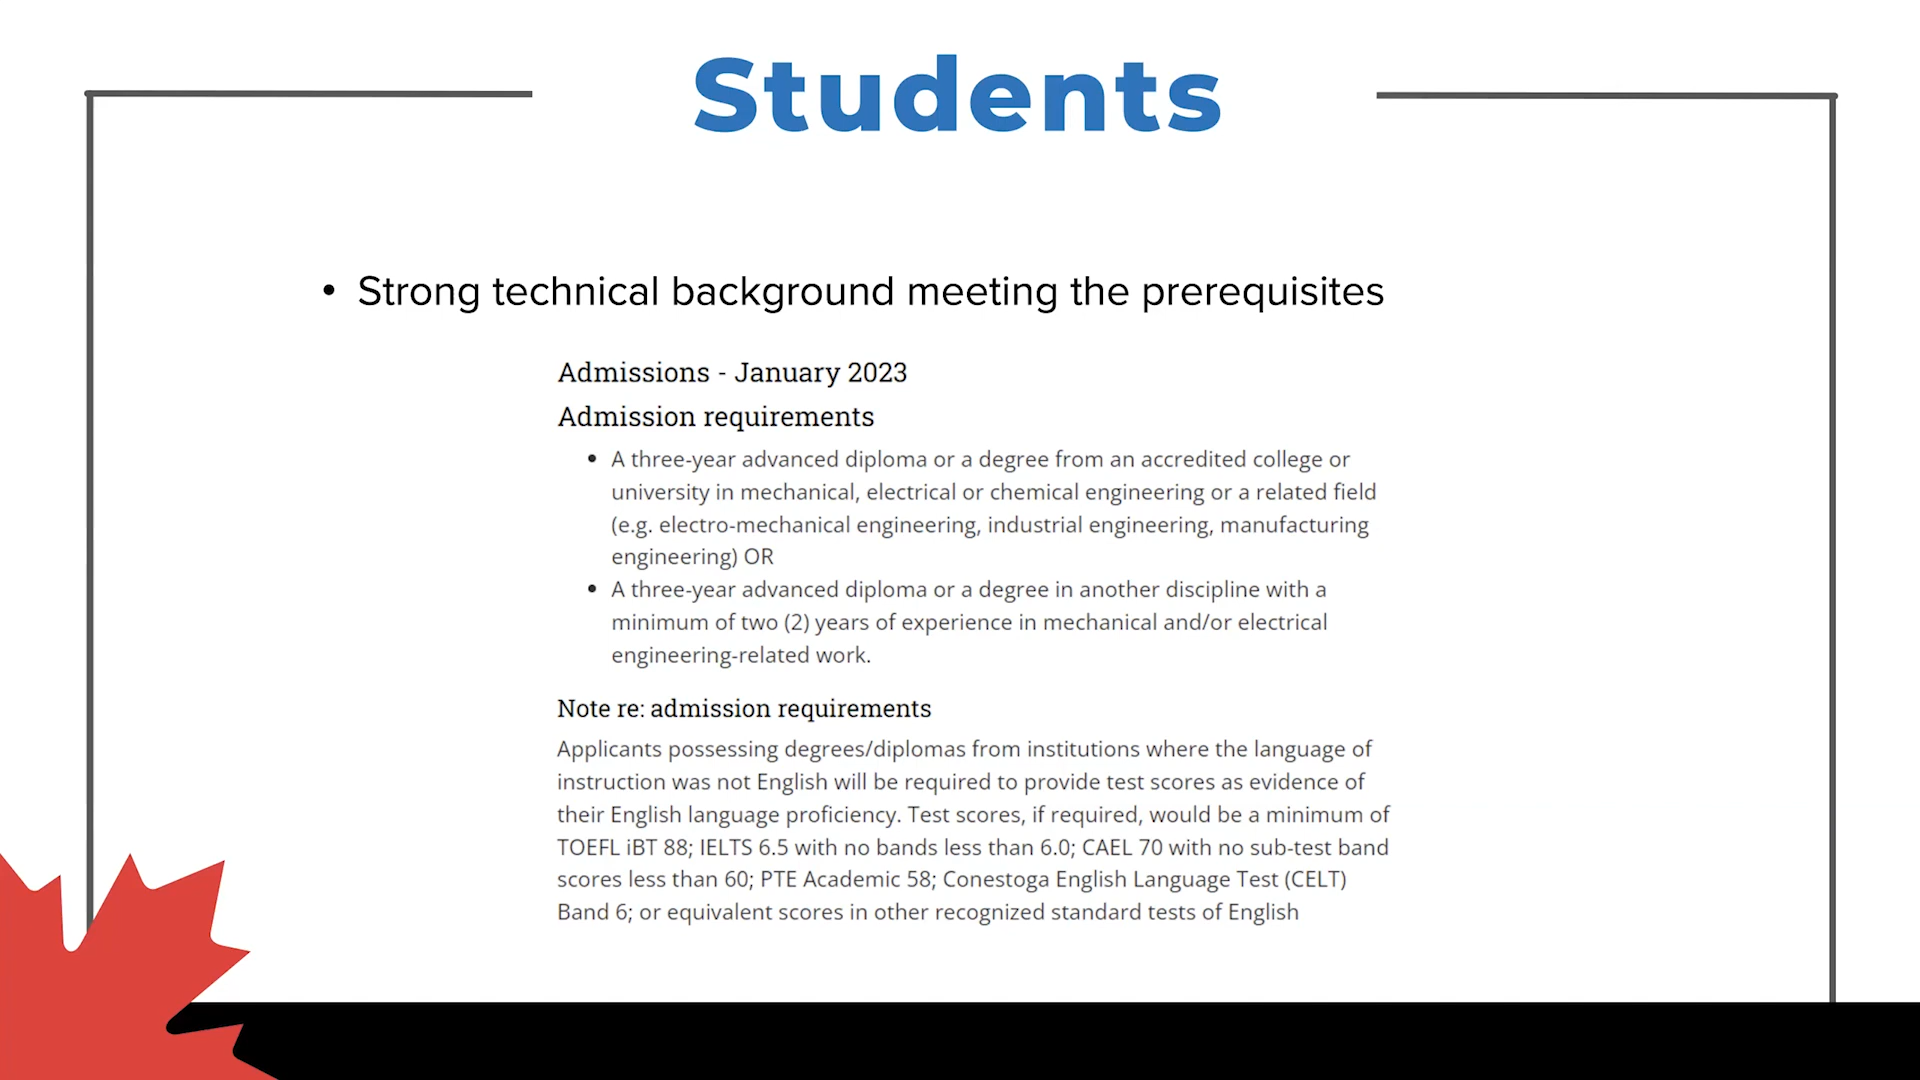 Students
• Strong technical background meeting the prerequisites
Admissions - January 2023
Admission requirements
• A three-year advanced diploma or a degree from an accredited college or
university in mechanical, electrical or chemical engineering or a related field
(e.g. electro-mechanical engineering, industrial engineering, manufacturing
engineering) OR
• A three-year advanced diploma or a degree in another discipline with a
minimum of two (2) years of experience in mechanical and/or electrical
engineering-related work.
Note re: admission requirements
Applicants possessing degrees/diplomas from institutions where the language of
instruction was not English will be required to provide test scores as evidence of
their English language proficiency. Test scores, if required, would be a minimum of
TOEFL iBT 88; IELTS 6.5 with no bands less than 6.0; CAEL 70 with no sub-test band
scores less than 60; PTE Academic 58; Conestoga English Language Test (CELT)
Band 6; or equivalent scores in other recognized standard tests of English